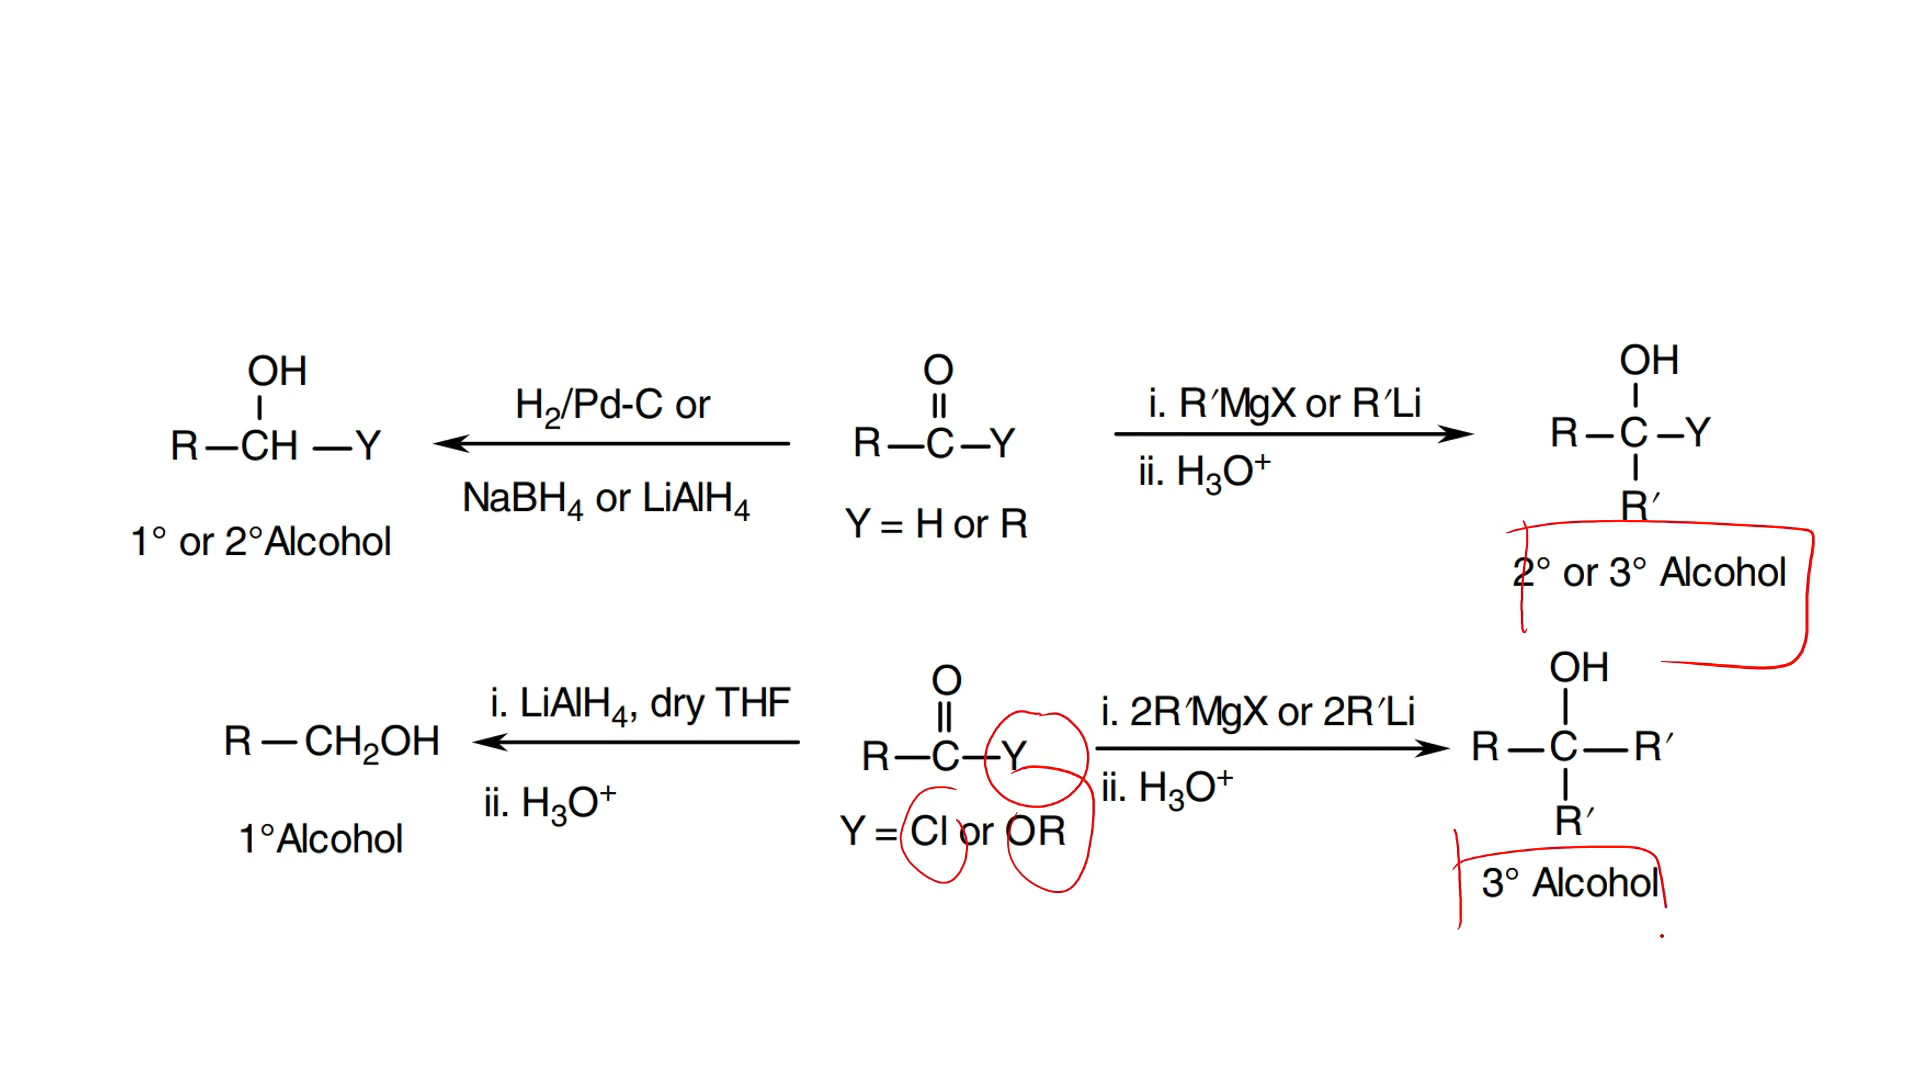 OH
R—CH—Y
1° or 2°Alcohol
H₂/Pd-C or
NaBH₄ or LiAlH₄
O
R—C—Y
Y = H or R
i. R′MgX or R′Li
ii. H₃O⁺
OH
R—C—Y
R′
2° or 3° Alcohol
R—CH₂OH
1°Alcohol
i. LiAlH₄, dry THF
ii. H₃O⁺
O
R—C—Y
Y = Cl or OR
i. 2R′MgX or 2R′Li
ii. H₃O⁺
OH
R—C—R′
R′
3° Alcohol